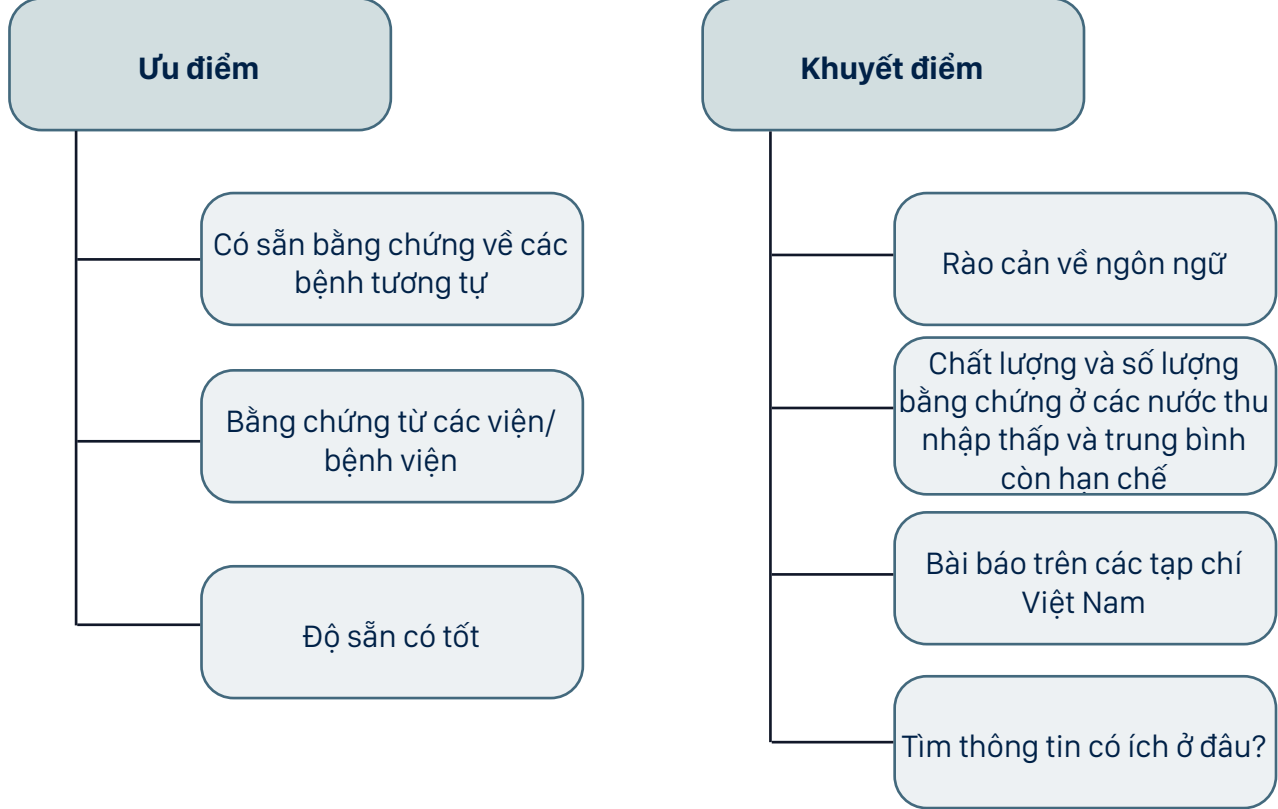 Ưu điểm
Có sẵn bằng chứng về các
bệnh tương tự
Bằng chứng từ các viện/
bệnh viện
Độ sẵn có tốt
Khuyết điểm
Rào cản về ngôn ngữ
Chất lượng và số lượng
bằng chứng ở các nước thu
nhập thấp và trung bình
còn hạn chế
Bài báo trên các tạp chí
Việt Nam
Tìm thông tin có ích ở đâu?